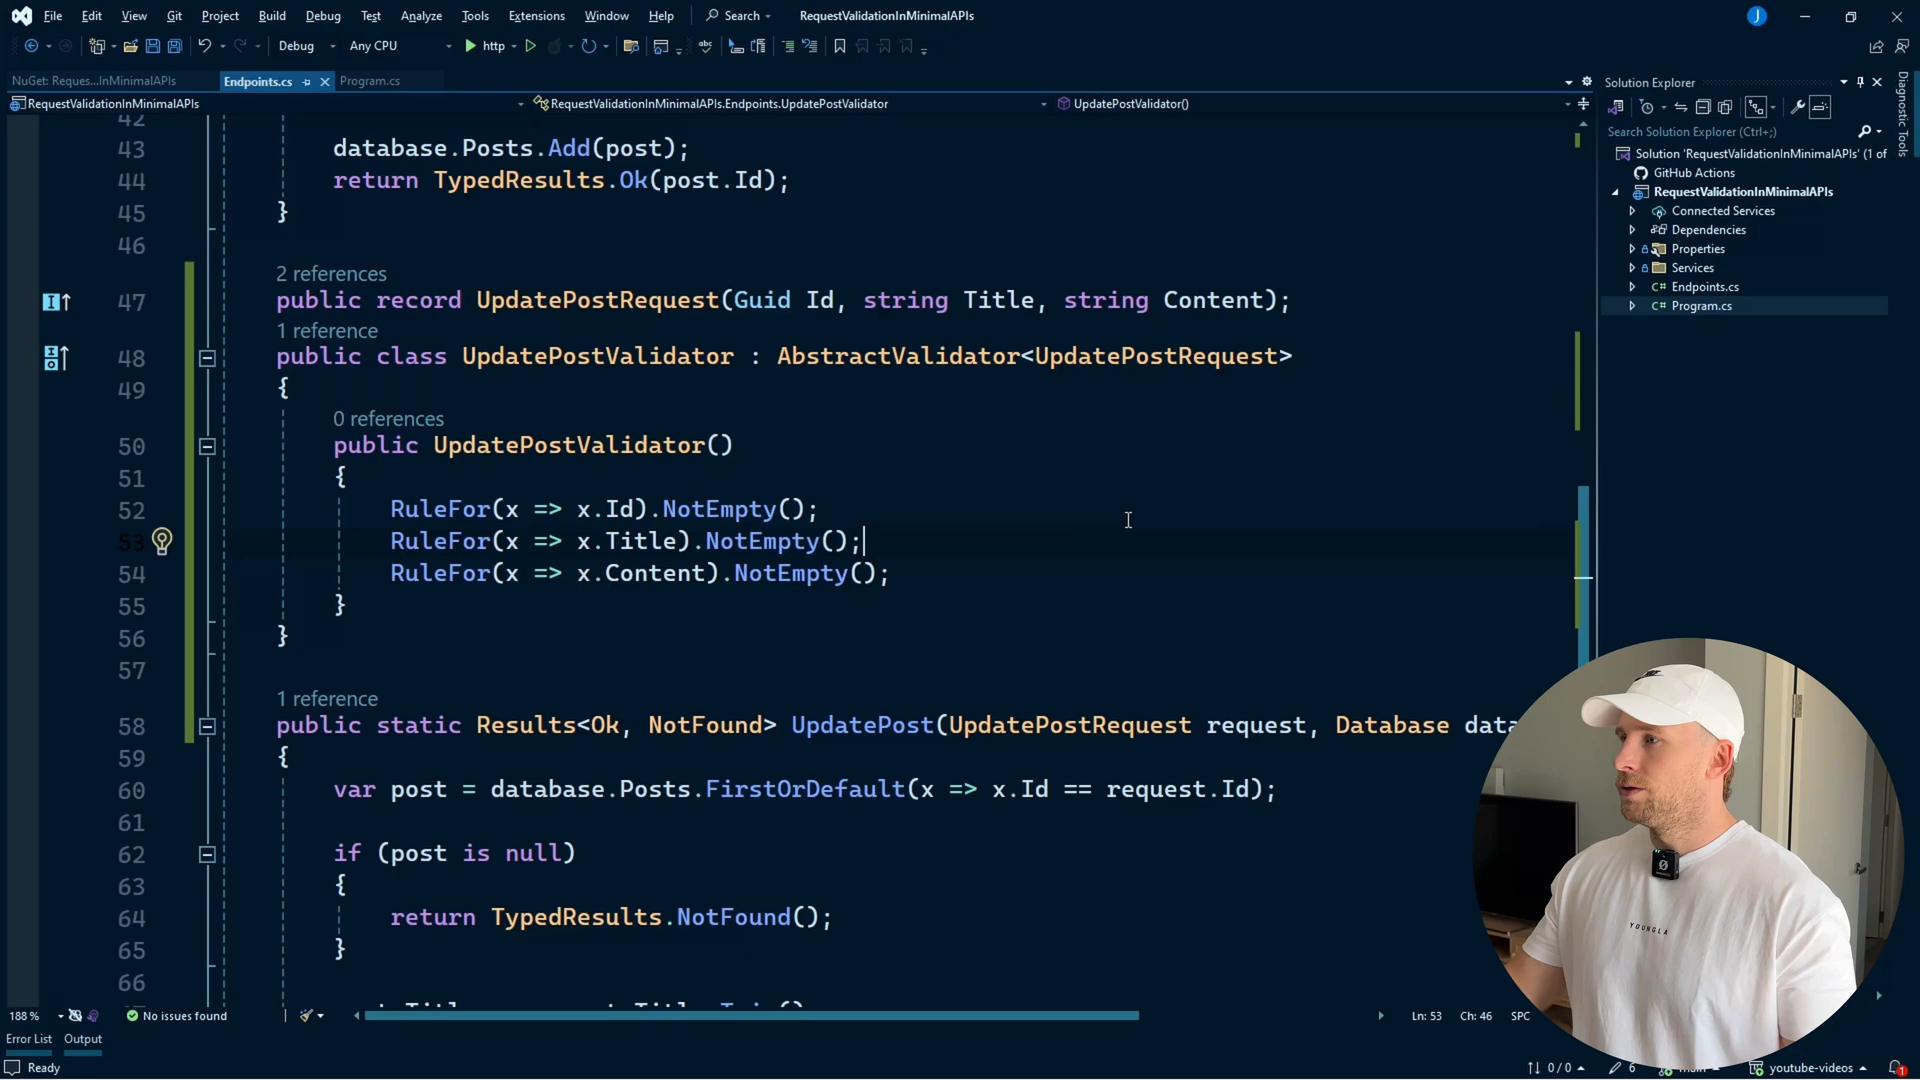 File Edit View Git Project Build Debug Test Analyze Tools Extensions Window Help Search RequestValidationInMinimalAPIs J
Debug Any CPU http
NuGet: Reques...InMinimalAPIs Endpoints.cs Program.cs
RequestValidationInMinimalAPIs RequestValidationInMinimalAPIs.Endpoints.UpdatePostValidator UpdatePostValidator()
42
43 database.Posts.Add(post);
44 return TypedResults.Ok(post.Id);
45 }
46
2 references
47 public record UpdatePostRequest(Guid Id, string Title, string Content);
1 reference
48 public class UpdatePostValidator : AbstractValidator<UpdatePostRequest>
49 {
0 references
50 public UpdatePostValidator()
51 {
52 RuleFor(x => x.Id).NotEmpty();
53 RuleFor(x => x.Title).NotEmpty();
54 RuleFor(x => x.Content).NotEmpty();
55 }
56 }
57
1 reference
58 public static Results<Ok, NotFound> UpdatePost(UpdatePostRequest request, Database data
59 {
60 var post = database.Posts.FirstOrDefault(x => x.Id == request.Id);
61
62 if (post is null)
63 {
64 return TypedResults.NotFound();
65 }
66
188 % No issues found Ln: 53 Ch: 46 SPC
Error List Output
Ready 0 / 0 6 youtube-videos 1
Solution Explorer
Search Solution Explorer (Ctrl+;)
Solution 'RequestValidationInMinimalAPIs' (1 of
GitHub Actions
RequestValidationInMinimalAPIs
Connected Services
Dependencies
Properties
Services
C# Endpoints.cs
C# Program.cs
Diagnostic Tools
YOUNGLA